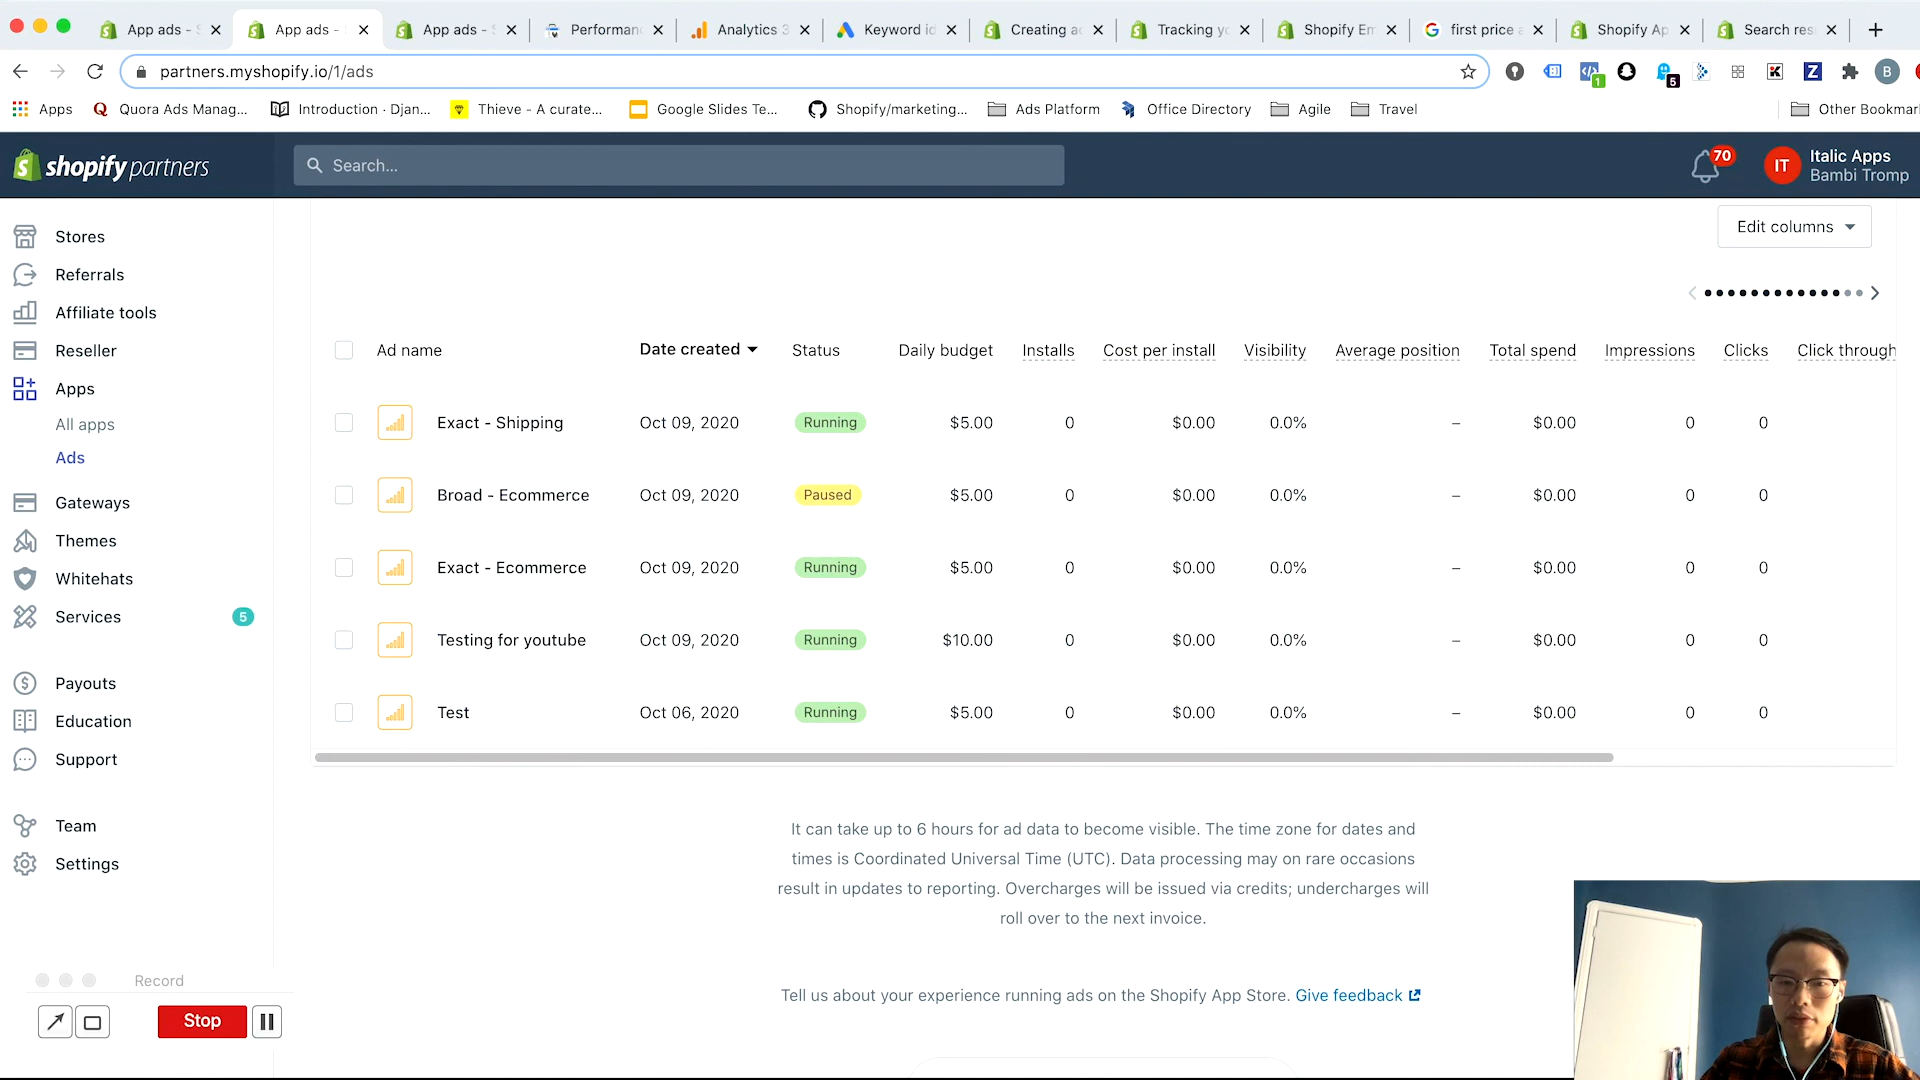 App ads - S
App ads -
App ads - S
Performan
Analytics 3
Keyword id
Creating ad
Tracking yo
Shopify Em
first price a
Shopify Ap
Search res
partners.myshopify.io/1/ads
1
5
B
Apps
Quora Ads Manag...
Introduction · Djan...
Thieve - A curate...
Google Slides Te...
Shopify/marketing...
Ads Platform
Office Directory
Agile
Travel
Other Bookmar
shopify partners
Search...
70
IT
Italic Apps
Bambi Tromp
Stores
Referrals
Affiliate tools
Reseller
Apps
All apps
Ads
Gateways
Themes
Whitehats
Services 5
Payouts
Education
Support
Team
Settings
Record
Stop
Edit columns
Ad name Date created Status Daily budget Installs Cost per install Visibility Average position Total spend Impressions Clicks Click through
Exact - Shipping Oct 09, 2020 Running $5.00 0 $0.00 0.0% – $0.00 0 0
Broad - Ecommerce Oct 09, 2020 Paused $5.00 0 $0.00 0.0% – $0.00 0 0
Exact - Ecommerce Oct 09, 2020 Running $5.00 0 $0.00 0.0% – $0.00 0 0
Testing for youtube Oct 09, 2020 Running $10.00 0 $0.00 0.0% – $0.00 0 0
Test Oct 06, 2020 Running $5.00 0 $0.00 0.0% – $0.00 0 0
It can take up to 6 hours for ad data to become visible. The time zone for dates and
times is Coordinated Universal Time (UTC). Data processing may on rare occasions
result in updates to reporting. Overcharges will be issued via credits; undercharges will
roll over to the next invoice.
Tell us about your experience running ads on the Shopify App Store. Give feedback